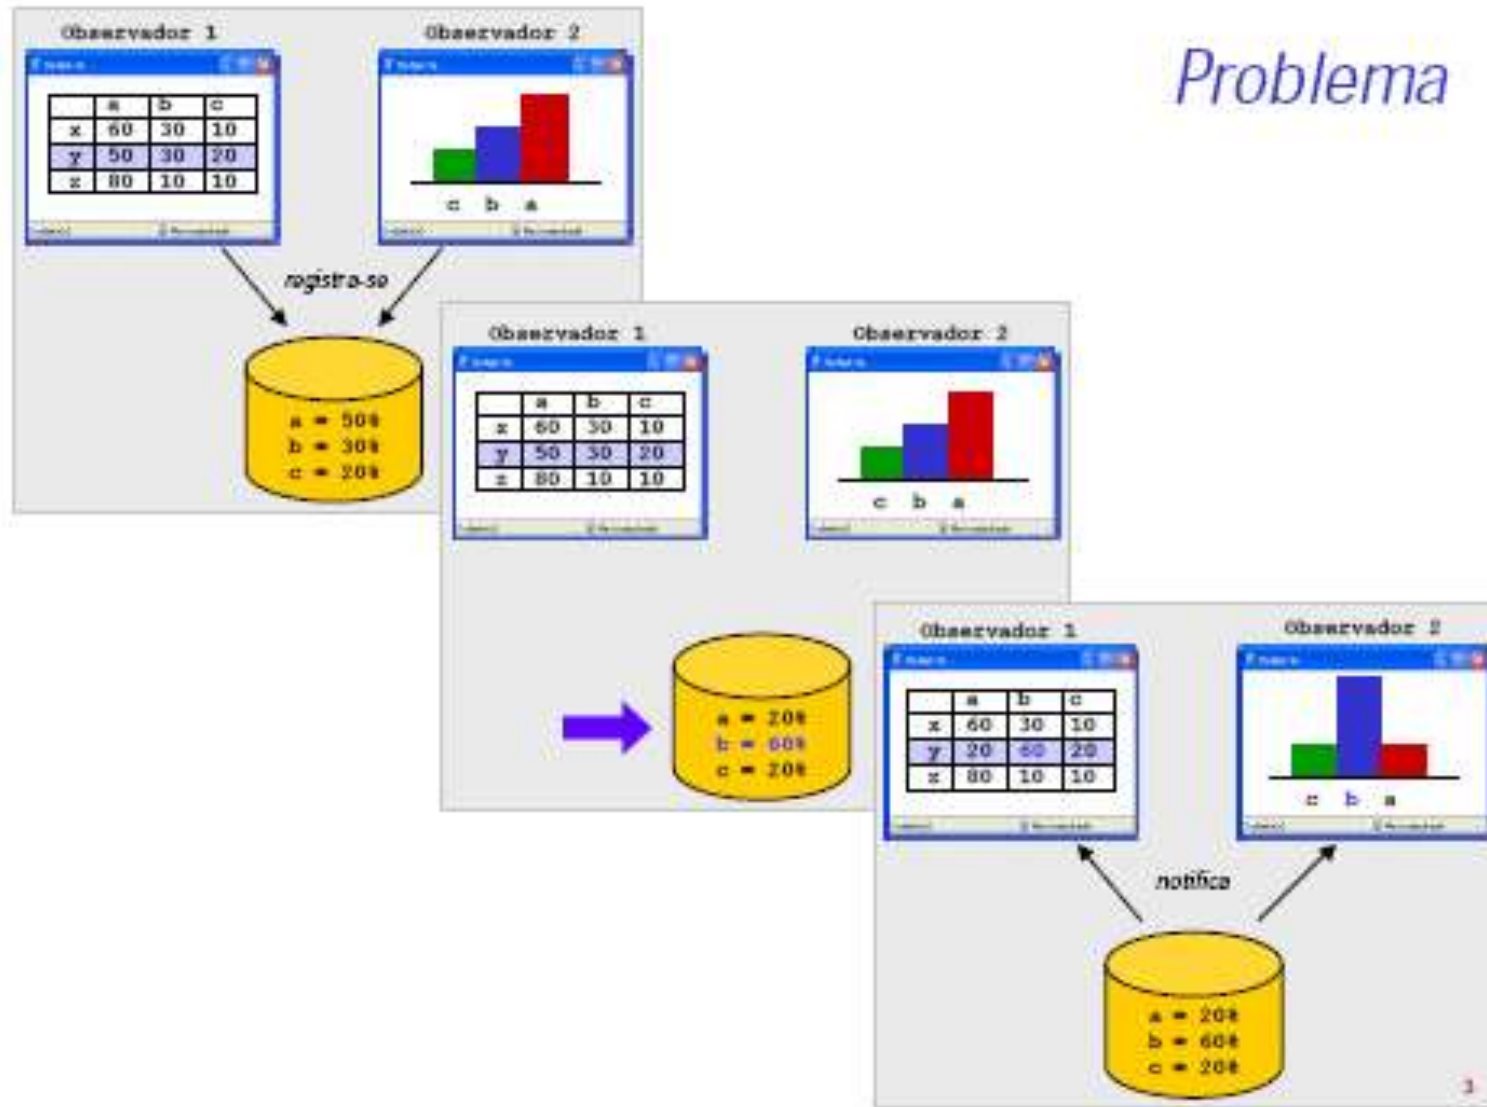 Problema
Observador 1
Observador 2
a b c
x 60 30 10
y 50 30 20
z 80 10 10
c b a
registra-se
a = 50%
b = 30%
c = 20%
Observador 1
Observador 2
a b c
x 60 30 10
y 50 30 20
z 80 10 10
c b a
a = 20%
b = 60%
c = 20%
Observador 1
Observador 2
a b c
x 60 30 10
y 20 60 20
z 80 10 10
c b a
notifica
a = 20%
b = 60%
c = 20%
3